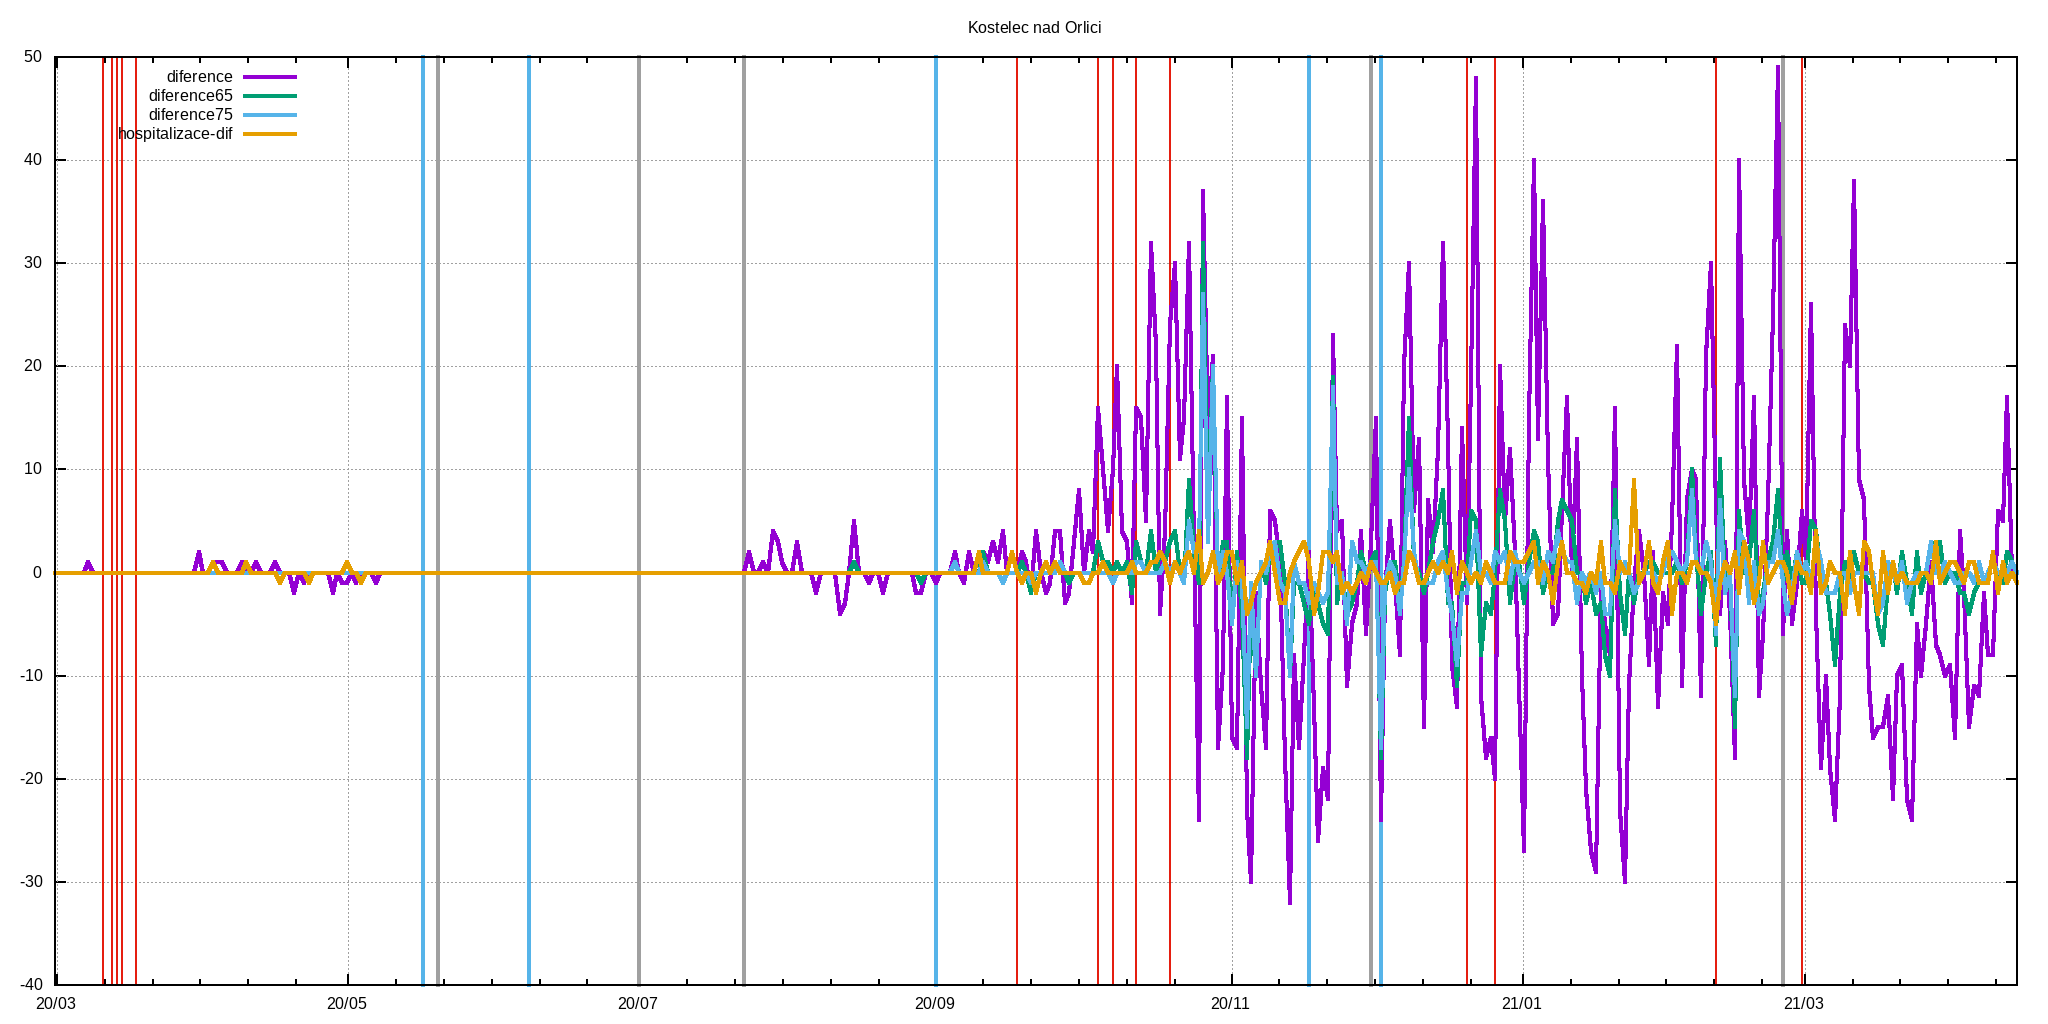 Kostelec nad Orlici
50
40
30
20
10
0
-10
-20
-30
-40
diference
diference65
diference75
hospitalizace-dif
20/03 20/05 20/07 20/09 20/11 21/01 21/03